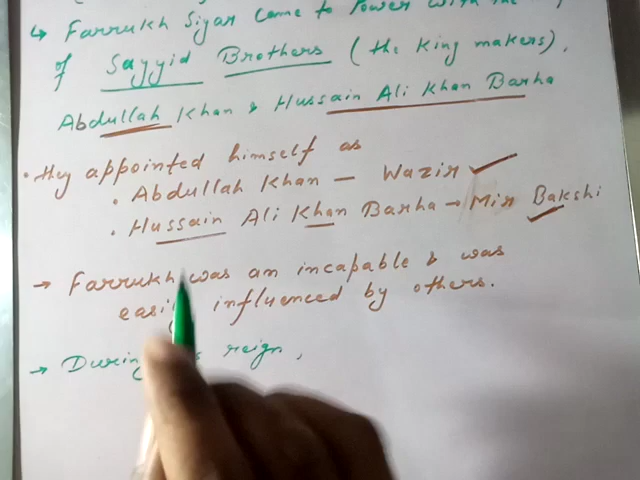 ↳ Farrukh Siyar came to Power with the
of Sayyid Brothers (the King makers),
Abdullah Khan & Hussain Ali Khan Barha
• they appointed himself as
• Abdullah Khan – Wazir ✓
• Hussain Ali Khan Barha → Mir Bakshi
→ Farrukh was an incapable & was
influenced by others.
→ During reign,